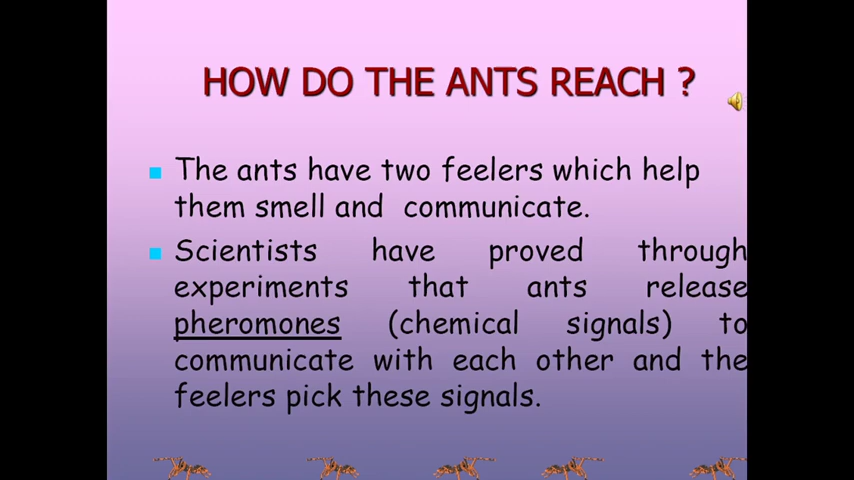 HOW DO THE ANTS REACH ?
The ants have two feelers which help
them smell and communicate.
Scientists have proved through
experiments that ants release
pheromones (chemical signals) to
communicate with each other and the
feelers pick these signals.